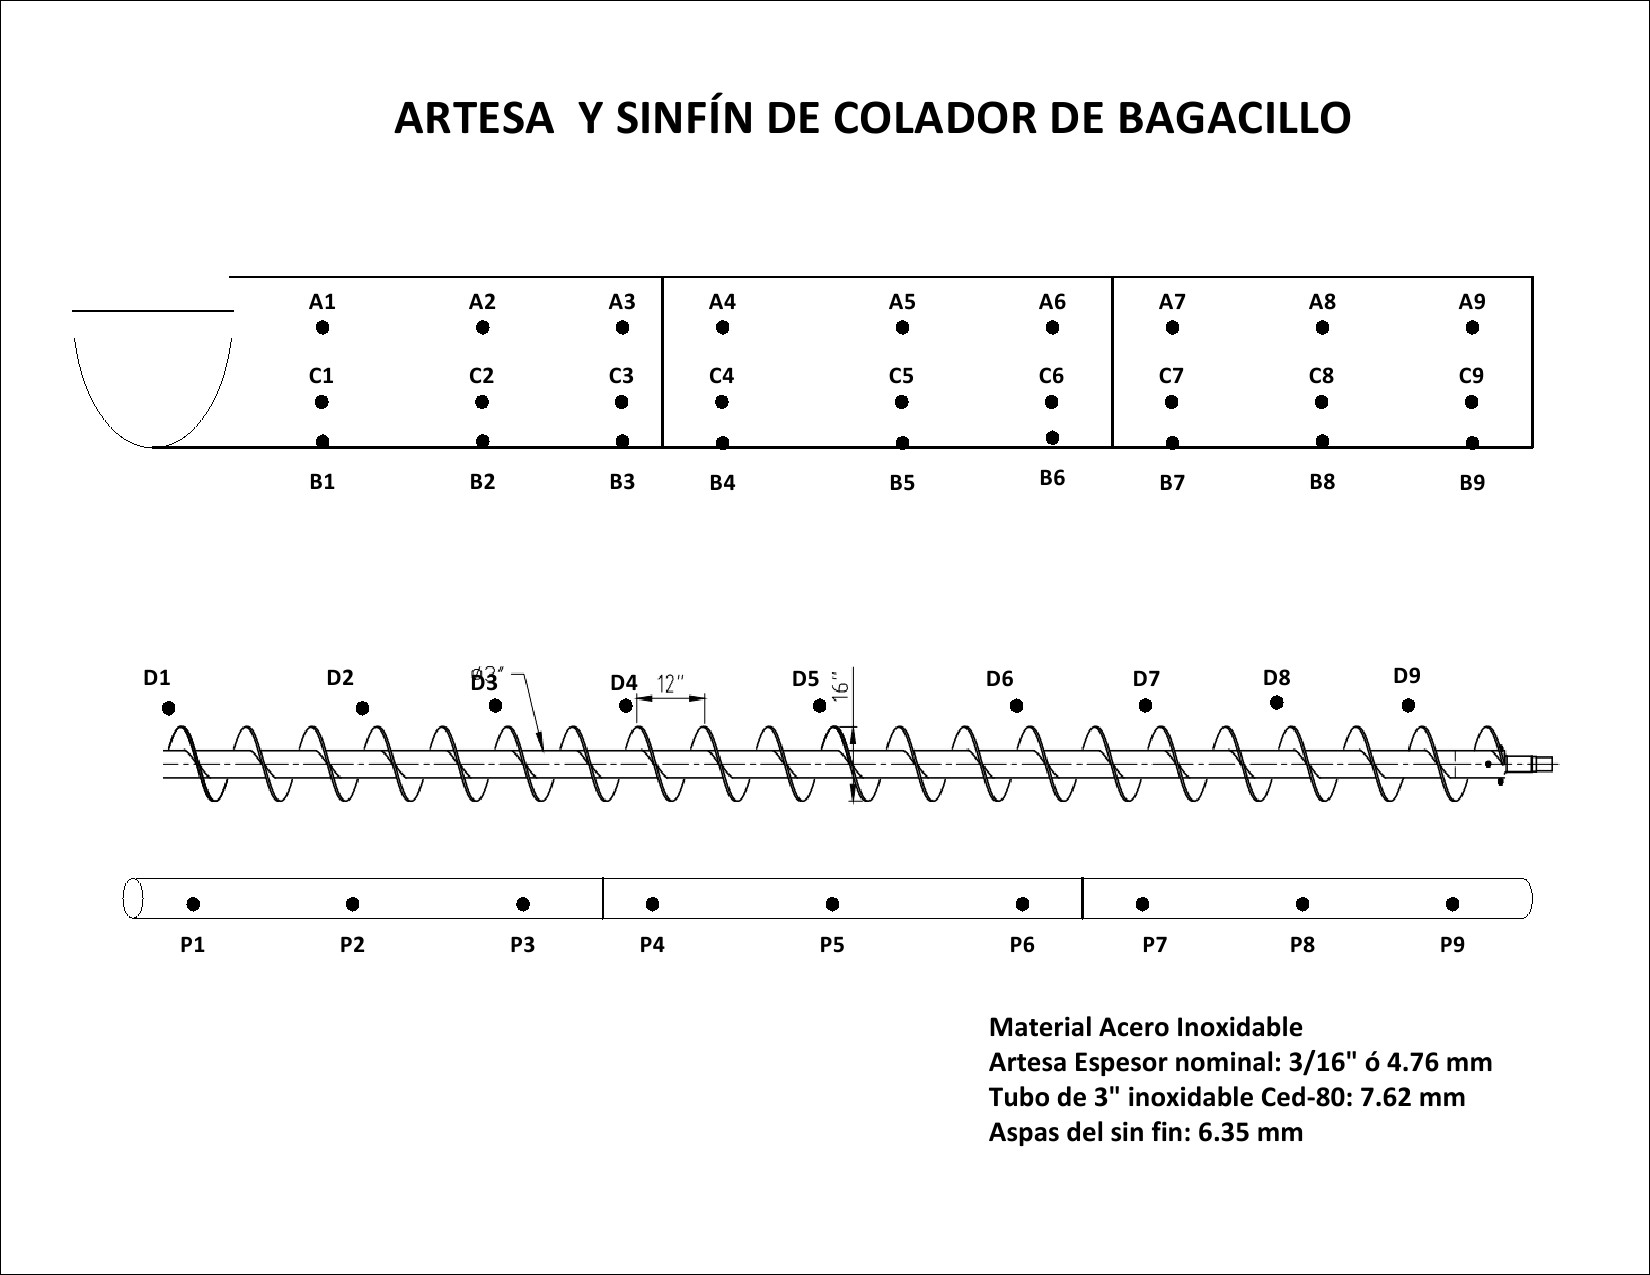 ARTESA Y SINFÍN DE COLADOR DE BAGACILLO
A1 A2 A3 A4 A5 A6 A7 A8 A9
C1 C2 C3 C4 C5 C6 C7 C8 C9
B1 B2 B3 B4 B5 B6 B7 B8 B9
D1 D2 Ø3" D3 D4 12" D5 16" D6 D7 D8 D9
P1 P2 P3 P4 P5 P6 P7 P8 P9
Material Acero Inoxidable
Artesa Espesor nominal: 3/16" ó 4.76 mm
Tubo de 3" inoxidable Ced-80: 7.62 mm
Aspas del sin fin: 6.35 mm